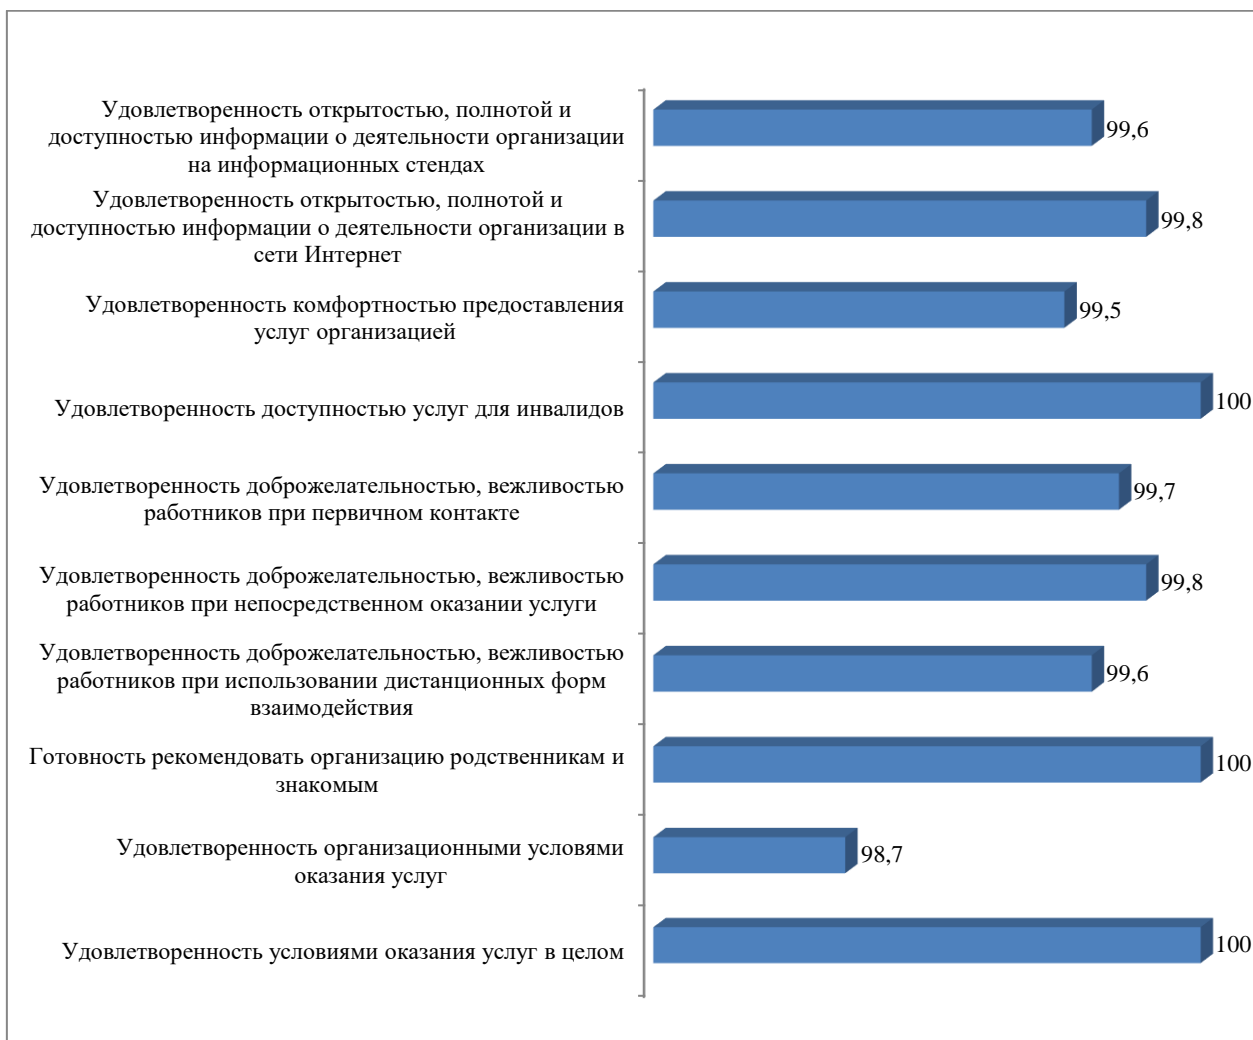 Удовлетворенность открытостью, полнотой и
доступностью информации о деятельности организации
на информационных стендах
99,6
Удовлетворенность открытостью, полнотой и
доступностью информации о деятельности организации в
сети Интернет
99,8
Удовлетворенность комфортностью предоставления
услуг организацией
99,5
Удовлетворенность доступностью услуг для инвалидов
100
Удовлетворенность доброжелательностью, вежливостью
работников при первичном контакте
99,7
Удовлетворенность доброжелательностью, вежливостью
работников при непосредственном оказании услуги
99,8
Удовлетворенность доброжелательностью, вежливостью
работников при использовании дистанционных форм
взаимодействия
99,6
Готовность рекомендовать организацию родственникам и
знакомым
100
Удовлетворенность организационными условями
оказания услуг
98,7
Удовлетворенность условиями оказания услуг в целом
100